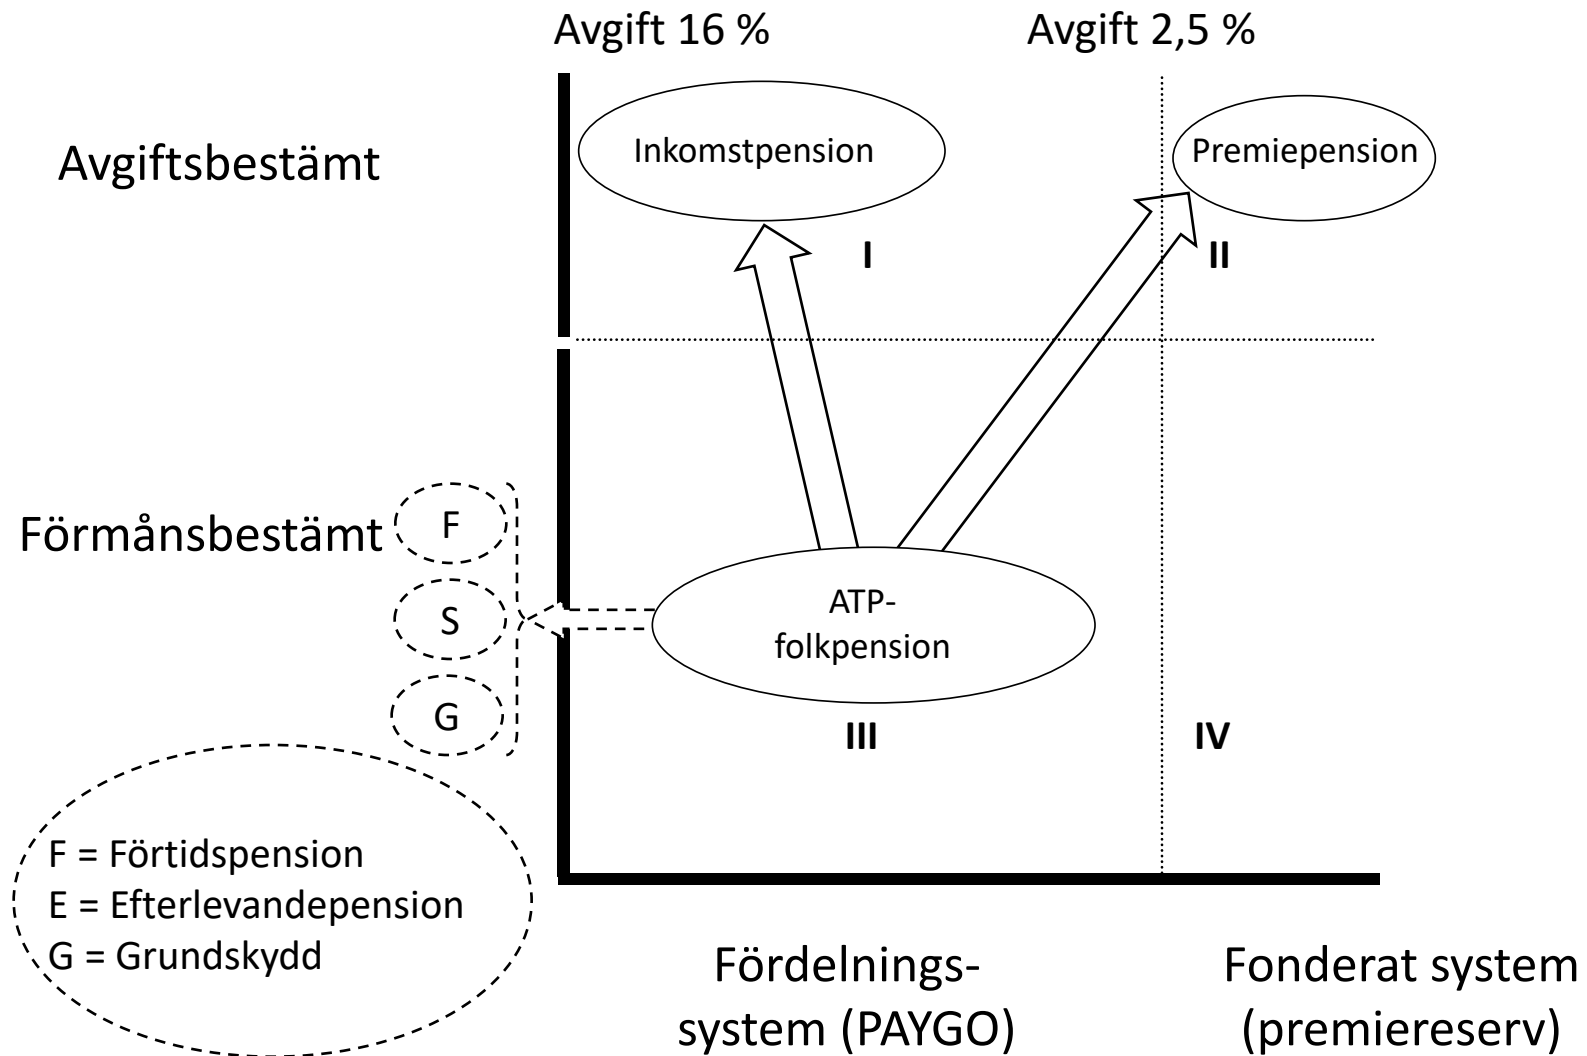 Avgift 16 %
Avgift 2,5 %
Avgiftsbestämt
Inkomstpension
Premiepension
I
II
Förmånsbestämt
F
S
G
ATP-
folkpension
III
IV
F = Förtidspension
E = Efterlevandepension
G = Grundskydd
Fördelnings-
system (PAYGO)
Fonderat system
(premiereserv)